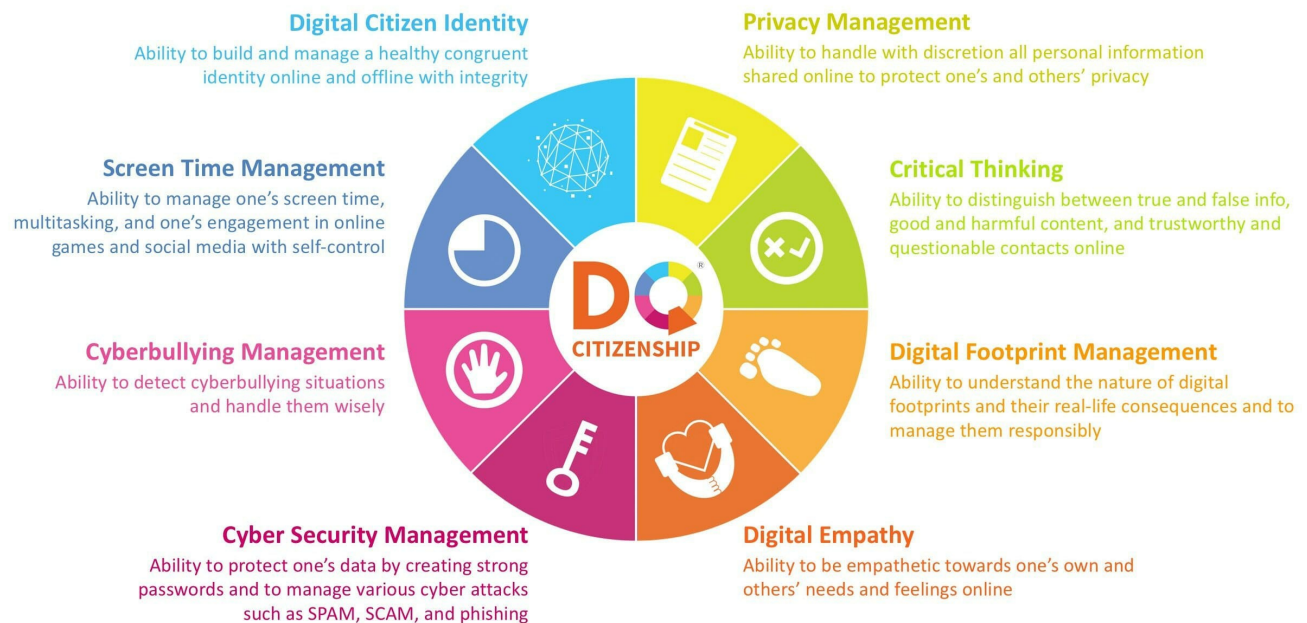 Digital Citizen Identity
Ability to build and manage a healthy congruent
identity online and offline with integrity
Privacy Management
Ability to handle with discretion all personal information
shared online to protect one’s and others’ privacy
Screen Time Management
Ability to manage one’s screen time,
multitasking, and one’s engagement in online
games and social media with self-control
Critical Thinking
Ability to distinguish between true and false info,
good and harmful content, and trustworthy and
questionable contacts online
DQ®
CITIZENSHIP
Cyberbullying Management
Ability to detect cyberbullying situations
and handle them wisely
Digital Footprint Management
Ability to understand the nature of digital
footprints and their real-life consequences and to
manage them responsibly
Cyber Security Management
Ability to protect one’s data by creating strong
passwords and to manage various cyber attacks
such as SPAM, SCAM, and phishing
Digital Empathy
Ability to be empathetic towards one’s own and
others’ needs and feelings online